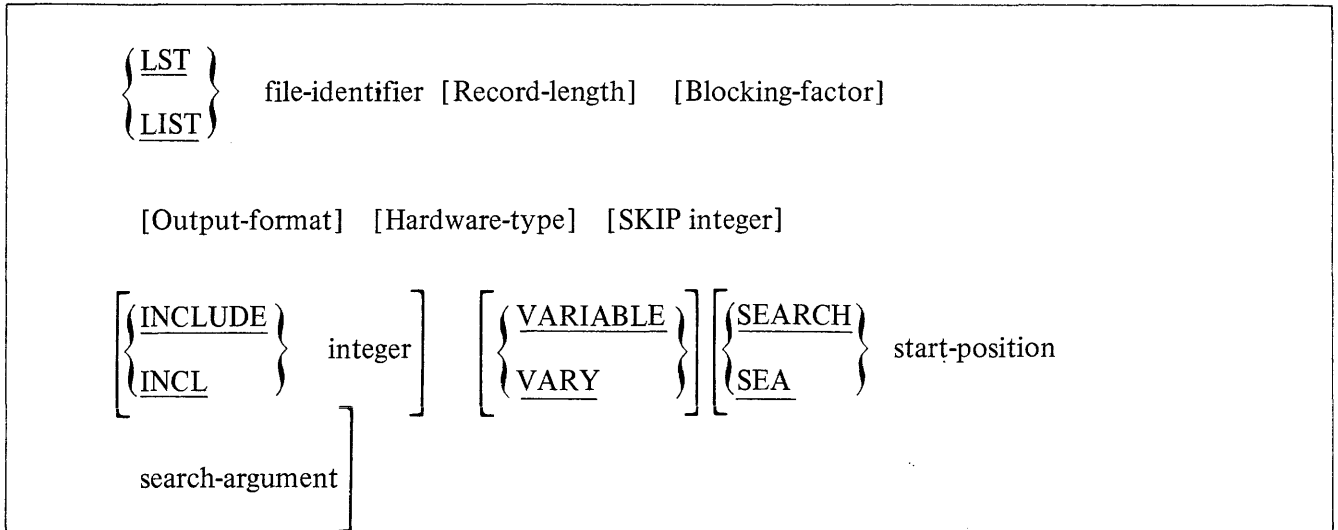 LST
file-identifier [Record-length] [Blocking-factor]
LIST
[Output-format] [Hardware-type] [SKIP integer]
INCLUDE VARIABLE SEARCH
integer start-position
INCL VARY SEA
search-argument